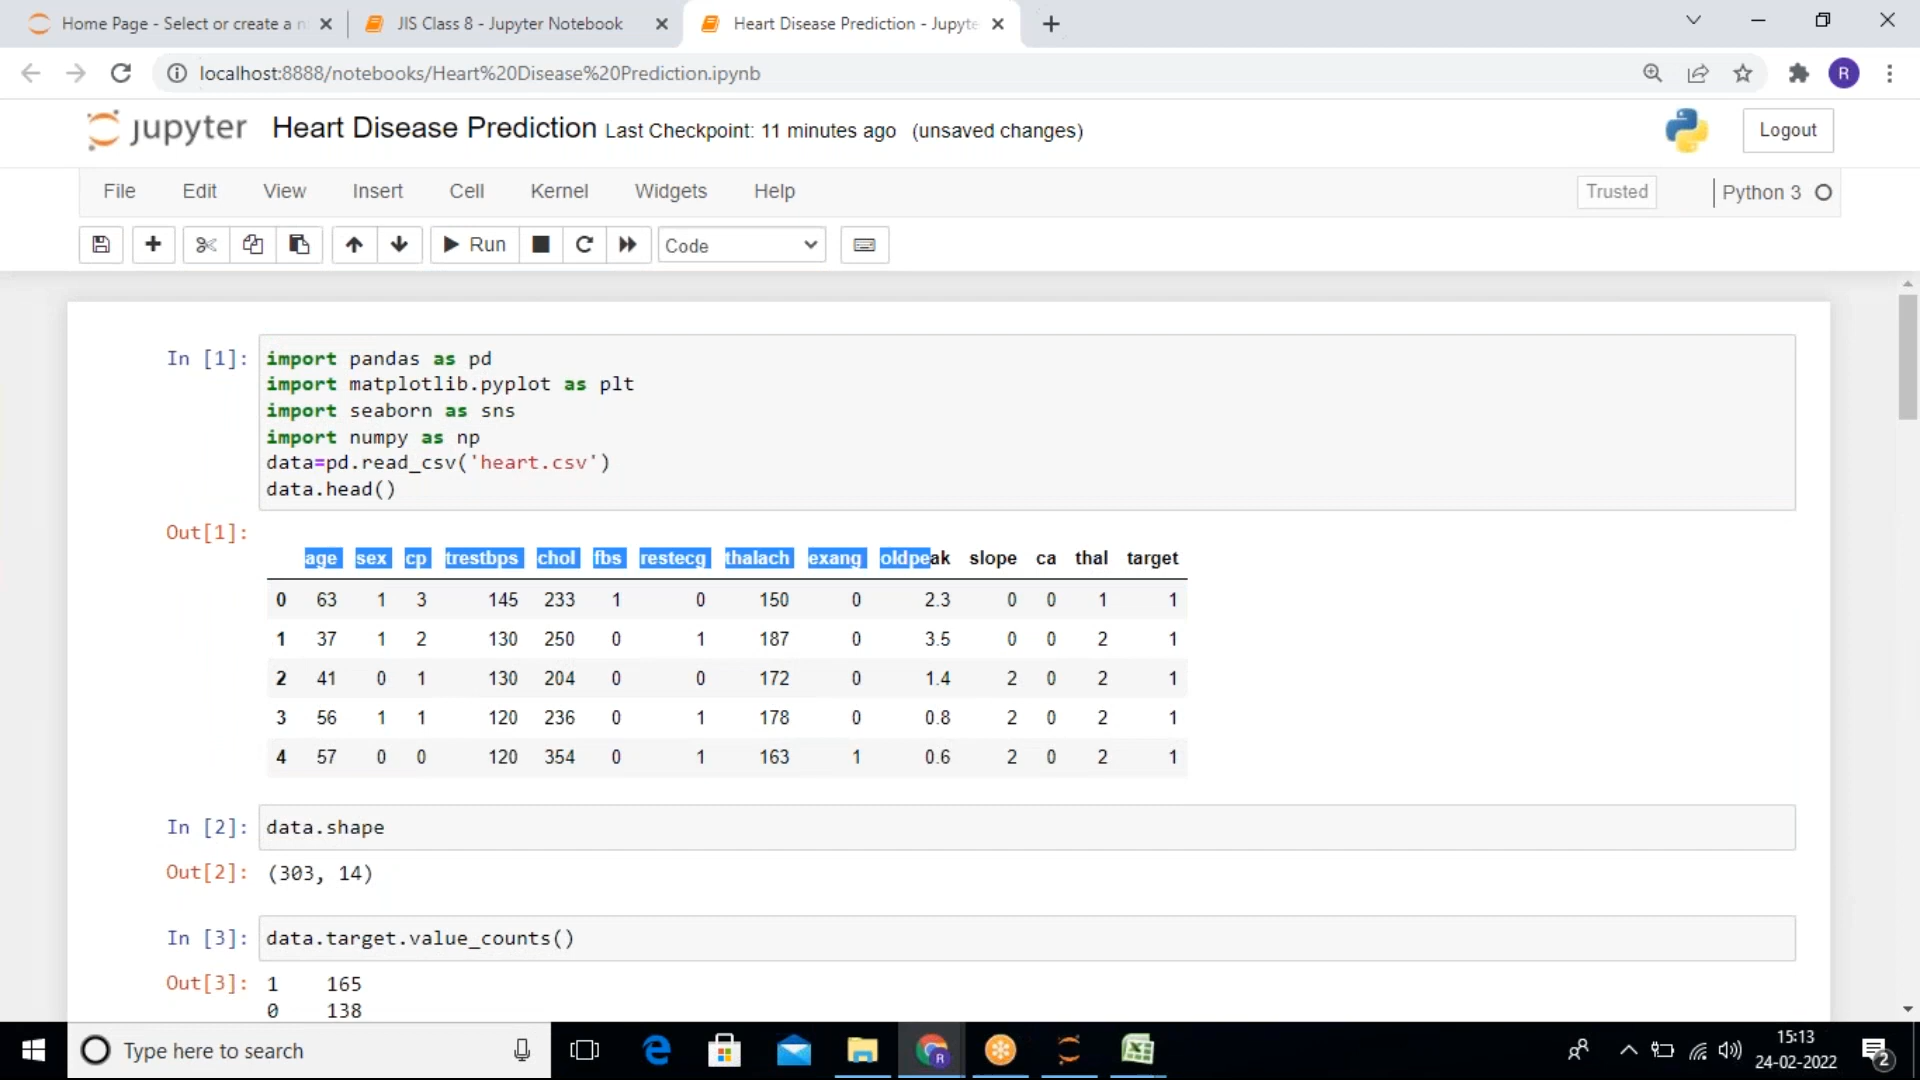 Home Page - Select or create a n
JIS Class 8 - Jupyter Notebook
Heart Disease Prediction - Jupyte
localhost:8888/notebooks/Heart%20Disease%20Prediction.ipynb
R
jupyter Heart Disease Prediction Last Checkpoint: 11 minutes ago (unsaved changes)
Logout
File Edit View Insert Cell Kernel Widgets Help
Trusted Python 3
Run Code
In [1]: import pandas as pd
import matplotlib.pyplot as plt
import seaborn as sns
import numpy as np
data=pd.read_csv('heart.csv')
data.head()
Out[1]:
age sex cp trestbps chol fbs restecg thalach exang oldpeak slope ca thal target
0 63 1 3 145 233 1 0 150 0 2.3 0 0 1 1
1 37 1 2 130 250 0 1 187 0 3.5 0 0 2 1
2 41 0 1 130 204 0 0 172 0 1.4 2 0 2 1
3 56 1 1 120 236 0 1 178 0 0.8 2 0 2 1
4 57 0 0 120 354 0 1 163 1 0.6 2 0 2 1
In [2]: data.shape
Out[2]: (303, 14)
In [3]: data.target.value_counts()
Out[3]: 1 165
0 138
Type here to search
R
15:13
24-02-2022
2